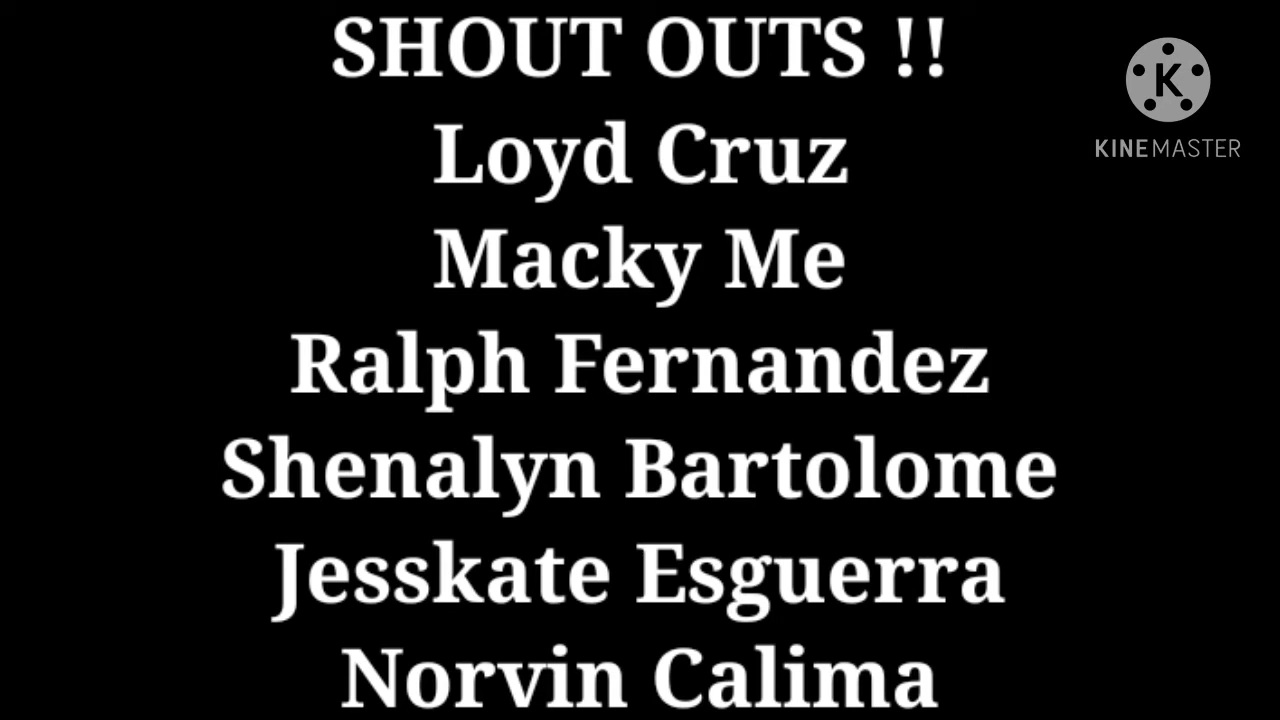 SHOUT OUTS !!
Loyd Cruz
Macky Me
Ralph Fernandez
Shenalyn Bartolome
Jesskate Esguerra
Norvin Calima
K
KINEMASTER